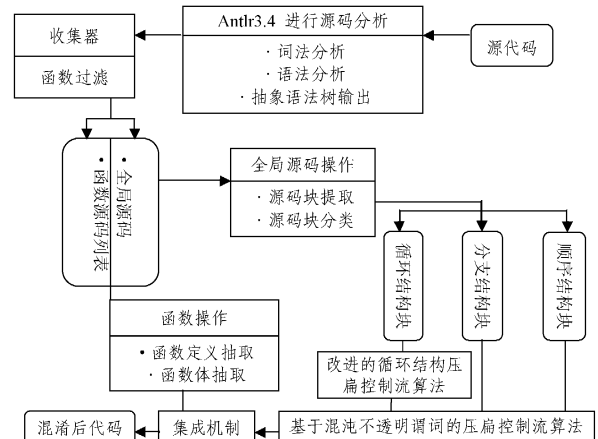 收集器
函数过滤
Antlr3.4 进行源码分析
·词法分析
·语法分析
·抽象语法树输出
源代码
•全局源码
•函数源码列表
全局源码操作
·源码块提取
·源码块分类
循环结构块
分支结构块
顺序结构块
函数操作
•函数定义抽取
·函数体抽取
改进的循环结构压
扁控制流算法
混淆后代码
集成机制
基于混沌不透明谓词的压扁控制流算法